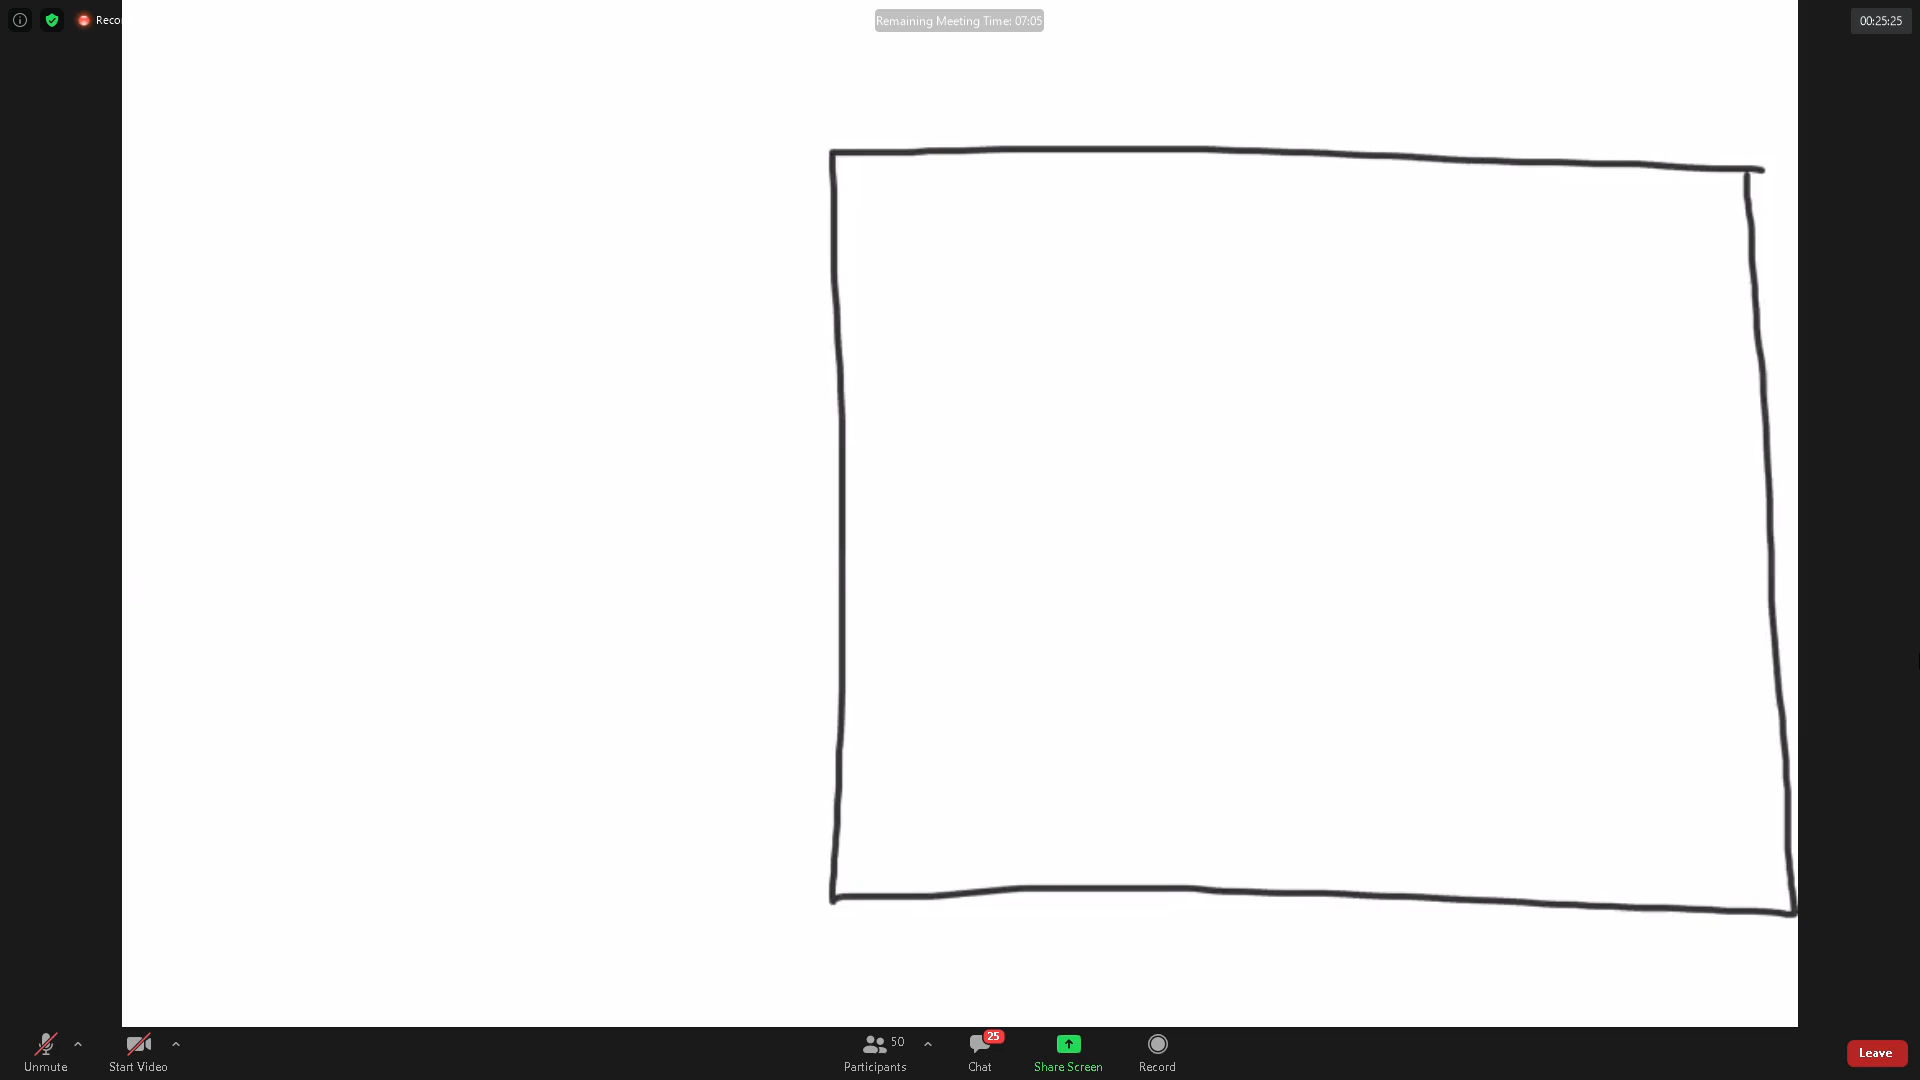 Reco
Remaining Meeting Time: 07:05
00:25:25
Unmute
Start Video
50
Participants
25
Chat
Share Screen
Record
Leave